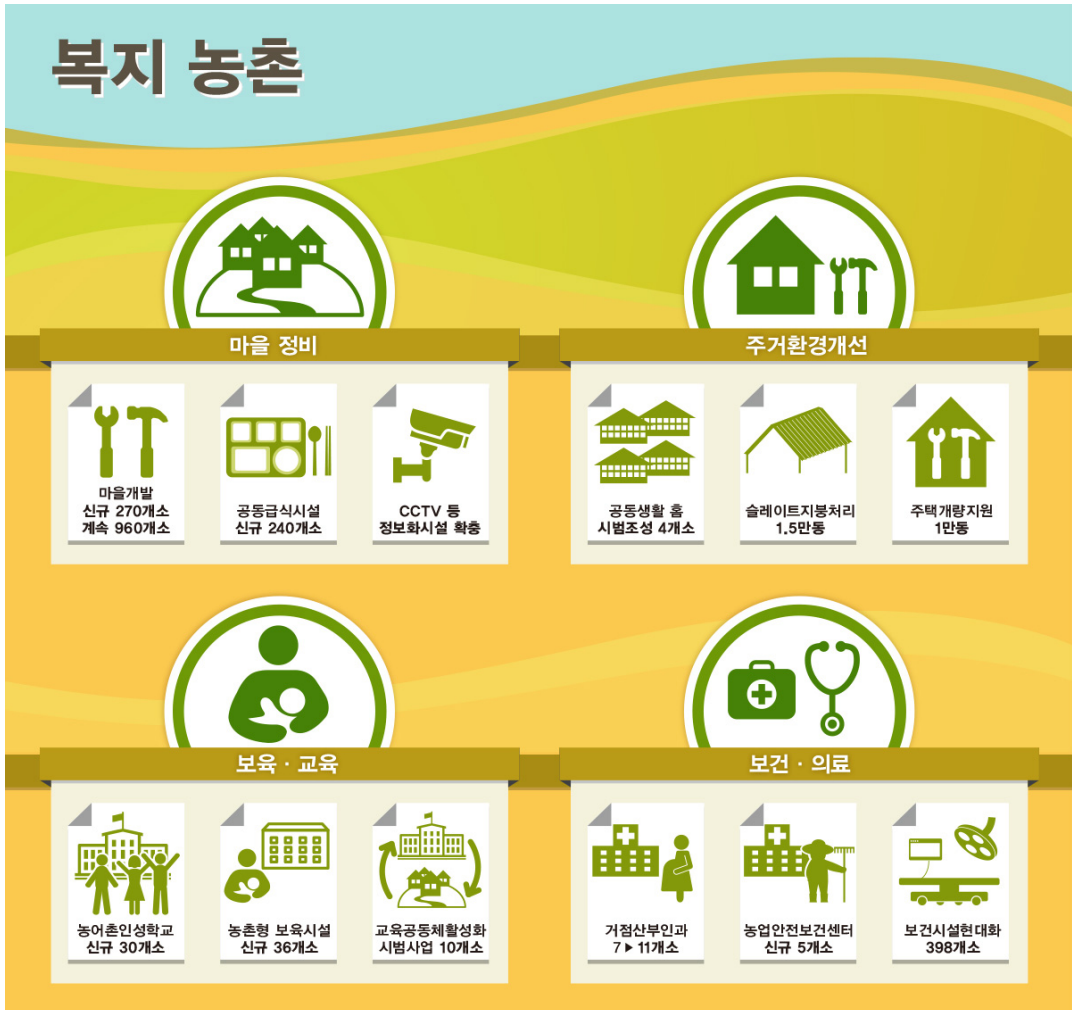 복지 농촌
마을 정비
마을개발
신규 270개소
계속 960개소
공동급식시설
신규 240개소
CCTV 등
정보화시설 확충
주거환경개선
공동생활 홈
시범조성 4개소
슬레이트지붕처리
1.5만동
주택개량지원
1만동
보육 · 교육
농어촌인성학교
신규 30개소
농촌형 보육시설
신규 36개소
교육공동체활성화
시범사업 10개소
보건 · 의료
거점산부인과
7 ▶ 11개소
농업안전보건센터
신규 5개소
보건시설현대화
398개소